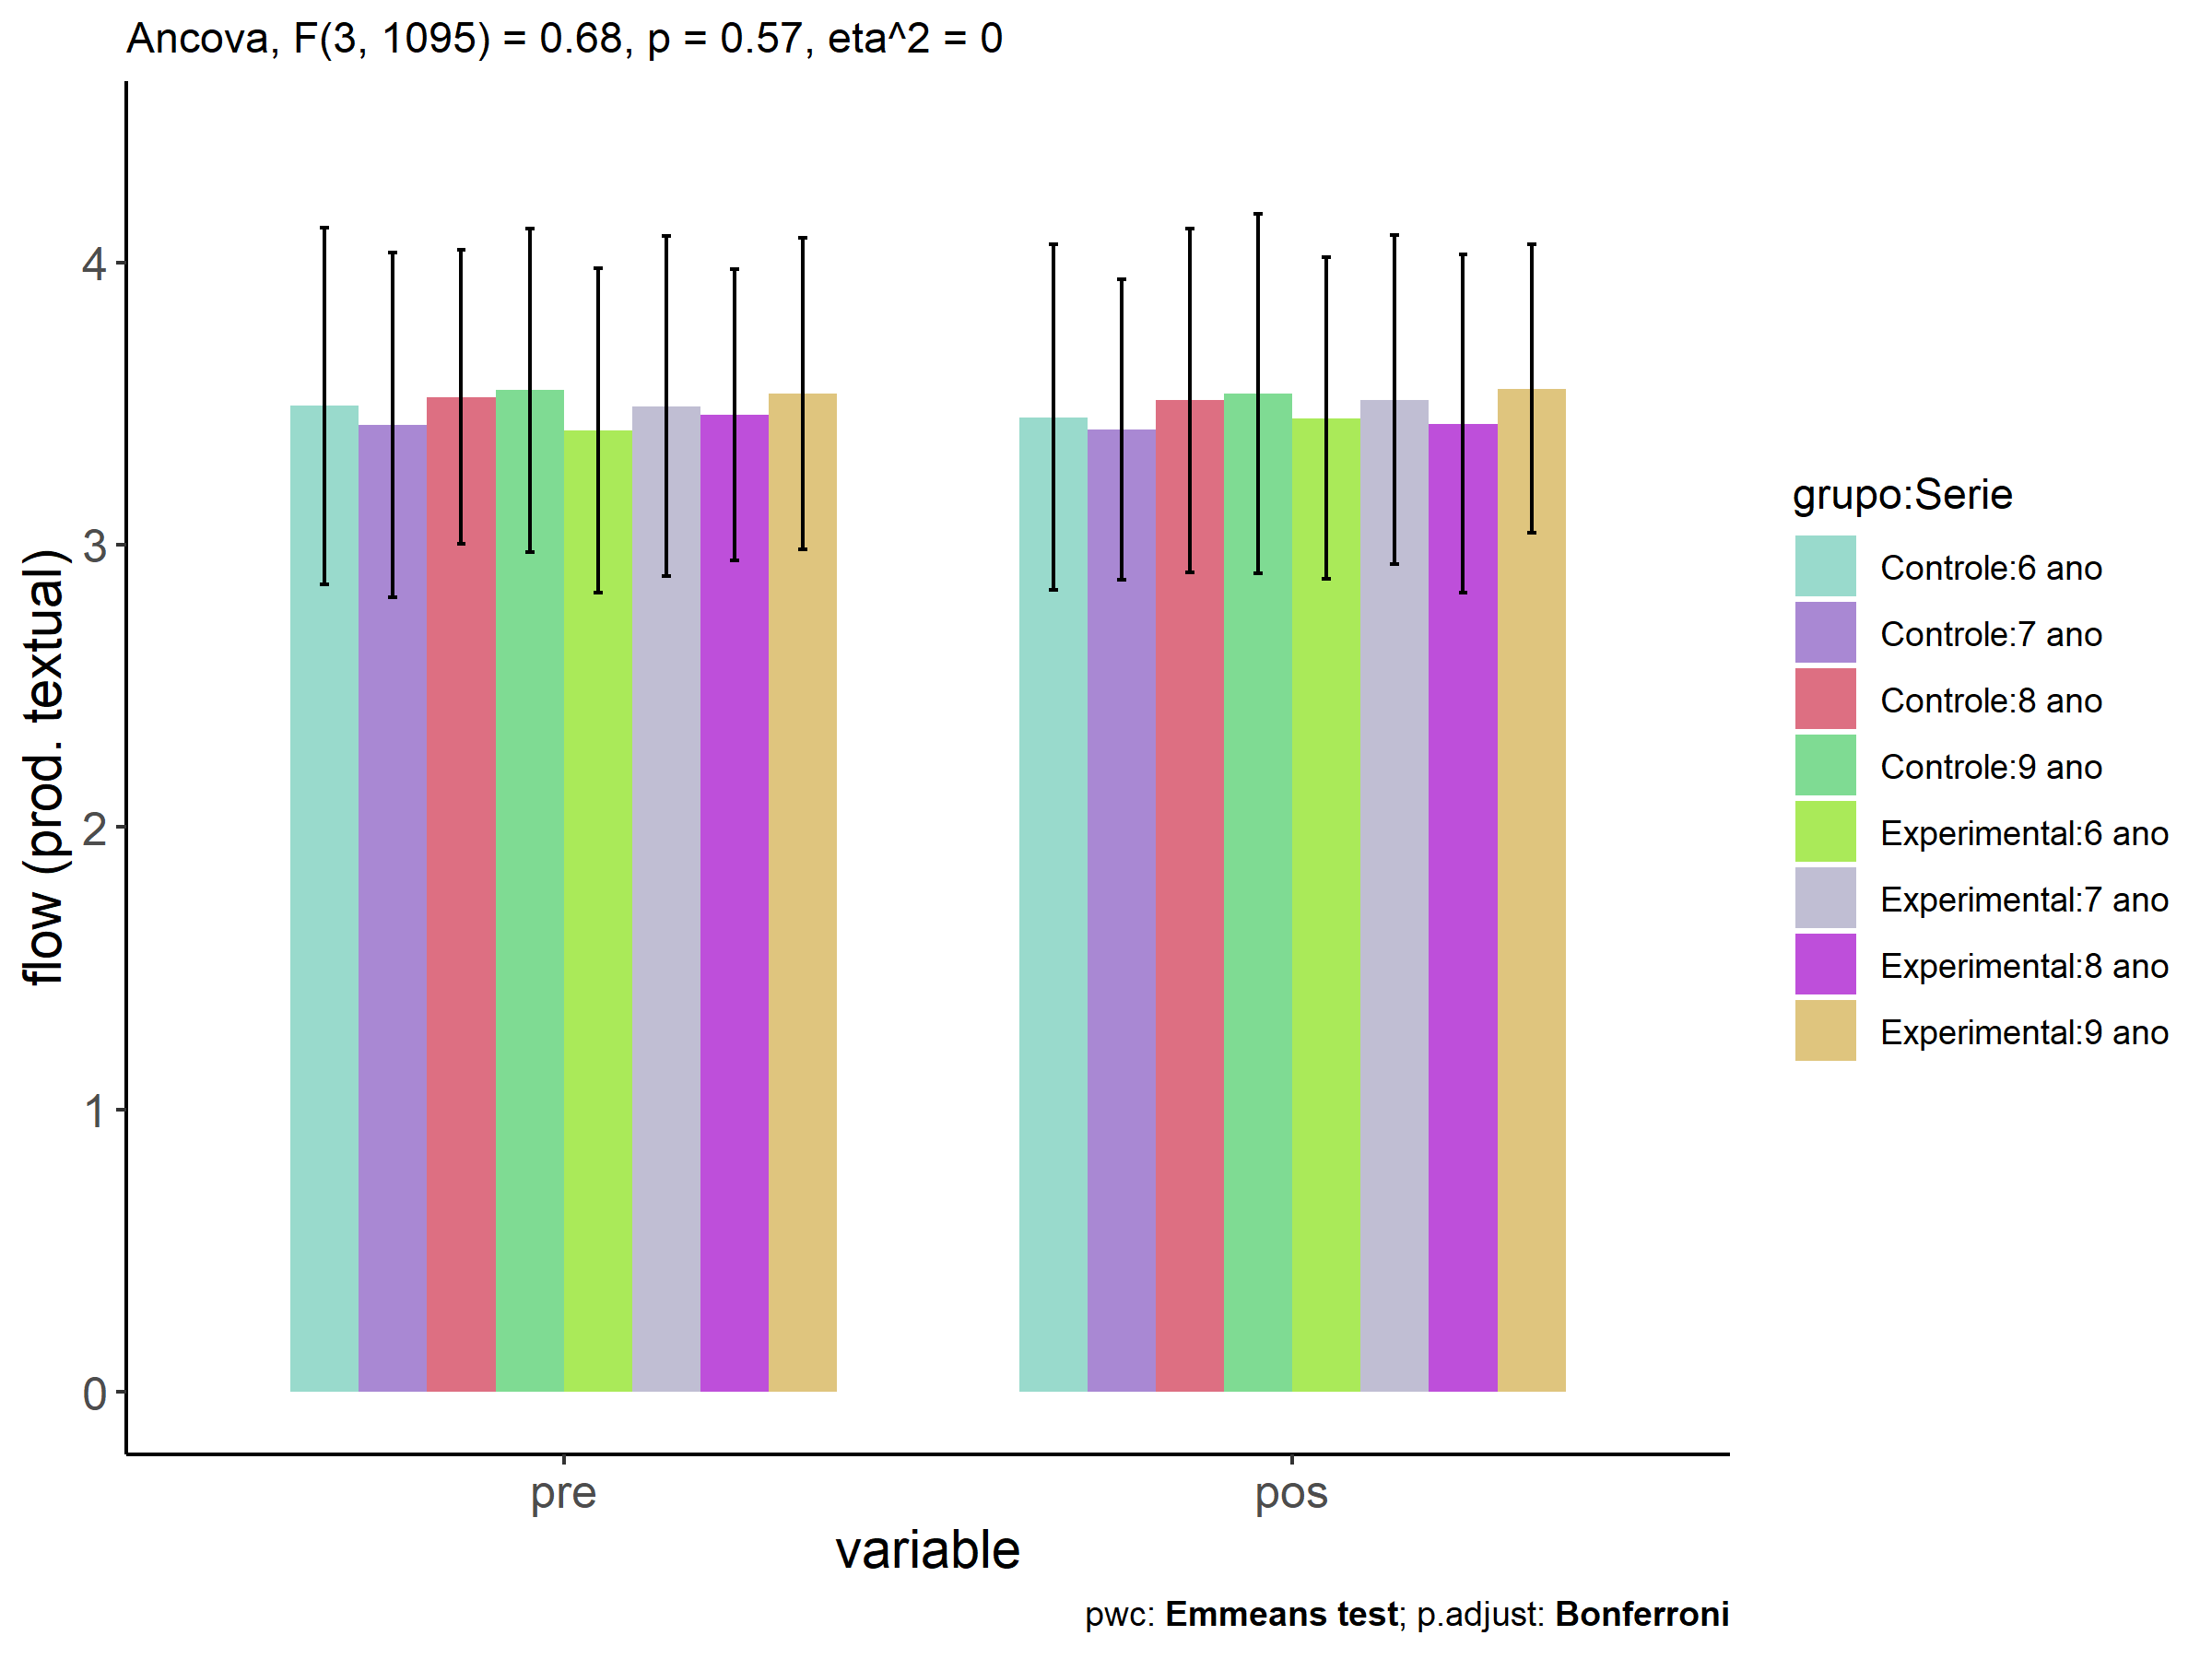 Ancova, F(3, 1095) = 0.68, p = 0.57, eta^2 = 0
flow (prod. textual)
4
3
2
1
0
pre
pos
variable
grupo:Serie
Controle:6 ano
Controle:7 ano
Controle:8 ano
Controle:9 ano
Experimental:6 ano
Experimental:7 ano
Experimental:8 ano
Experimental:9 ano
pwc: Emmeans test; p.adjust: Bonferroni